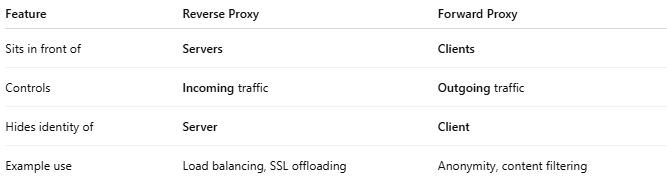 Feature Reverse Proxy Forward Proxy
Sits in front of Servers Clients
Controls Incoming traffic Outgoing traffic
Hides identity of Server Client
Example use Load balancing, SSL offloading Anonymity, content filtering